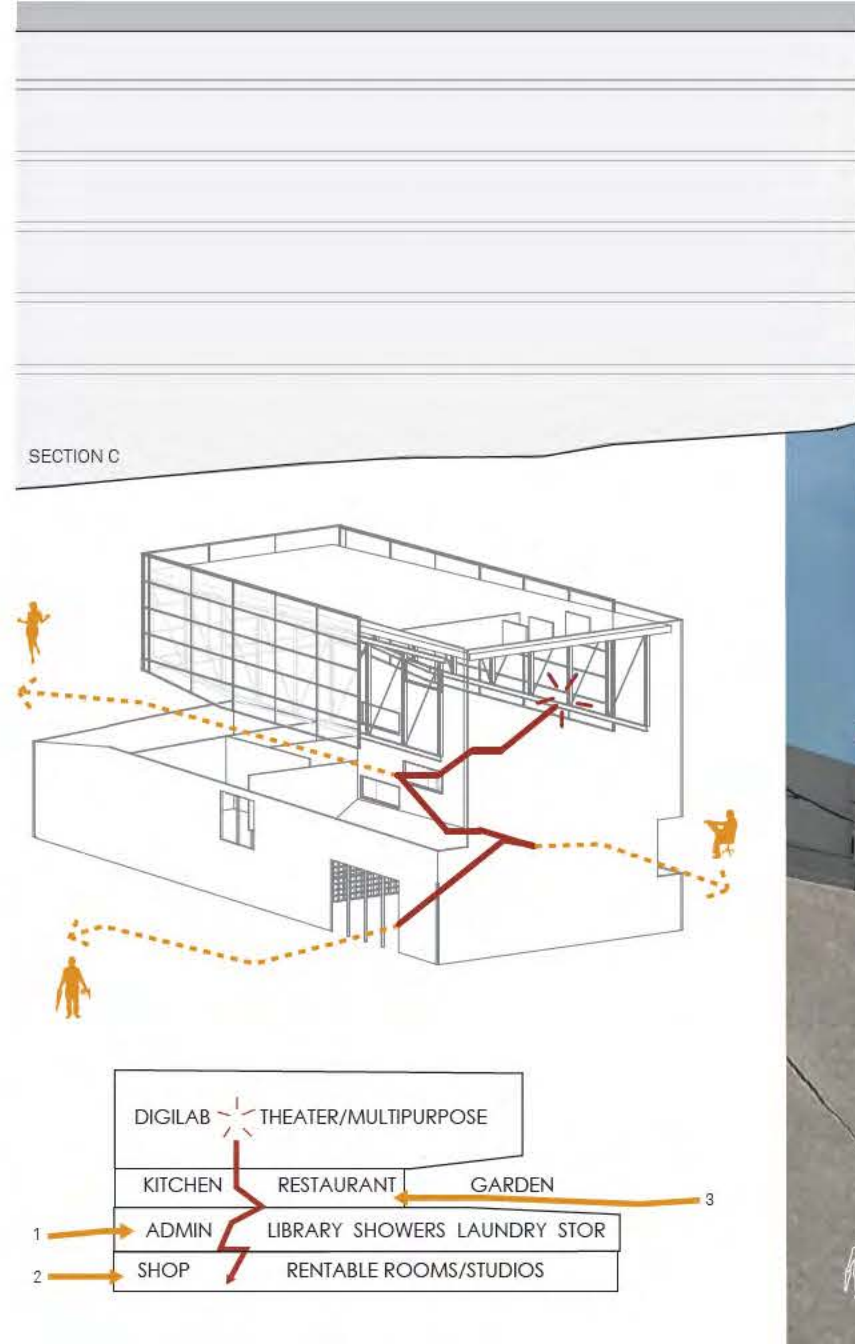 SECTION C
DIGILAB THEATER/MULTIPURPOSE
KITCHEN RESTAURANT GARDEN
3
1 ADMIN LIBRARY SHOWERS LAUNDRY STOR
2 SHOP RENTABLE ROOMS/STUDIOS